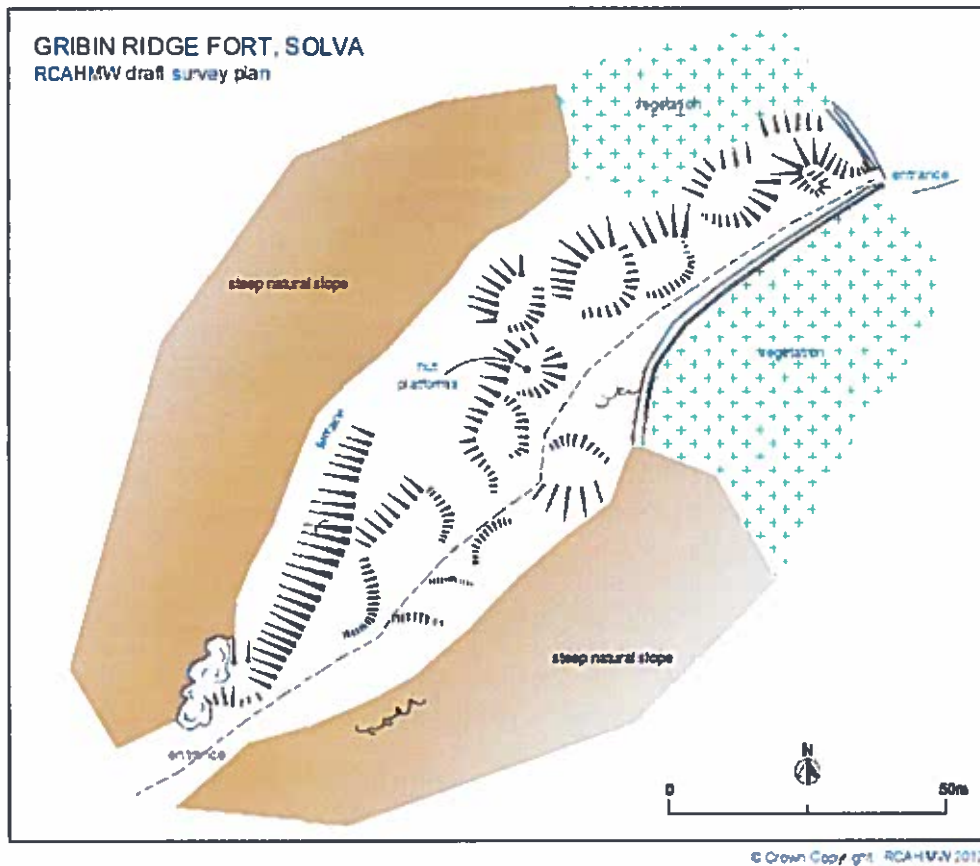 GRIBIN RIDGE FORT, SOLVA
RCAHMW draft survey plan
vegetation
entrance
steep natural slope
vegetation
hut
platforms
terrace
steep natural slope
entrance
N
0 50m
© Crown Copyright RCAHMW